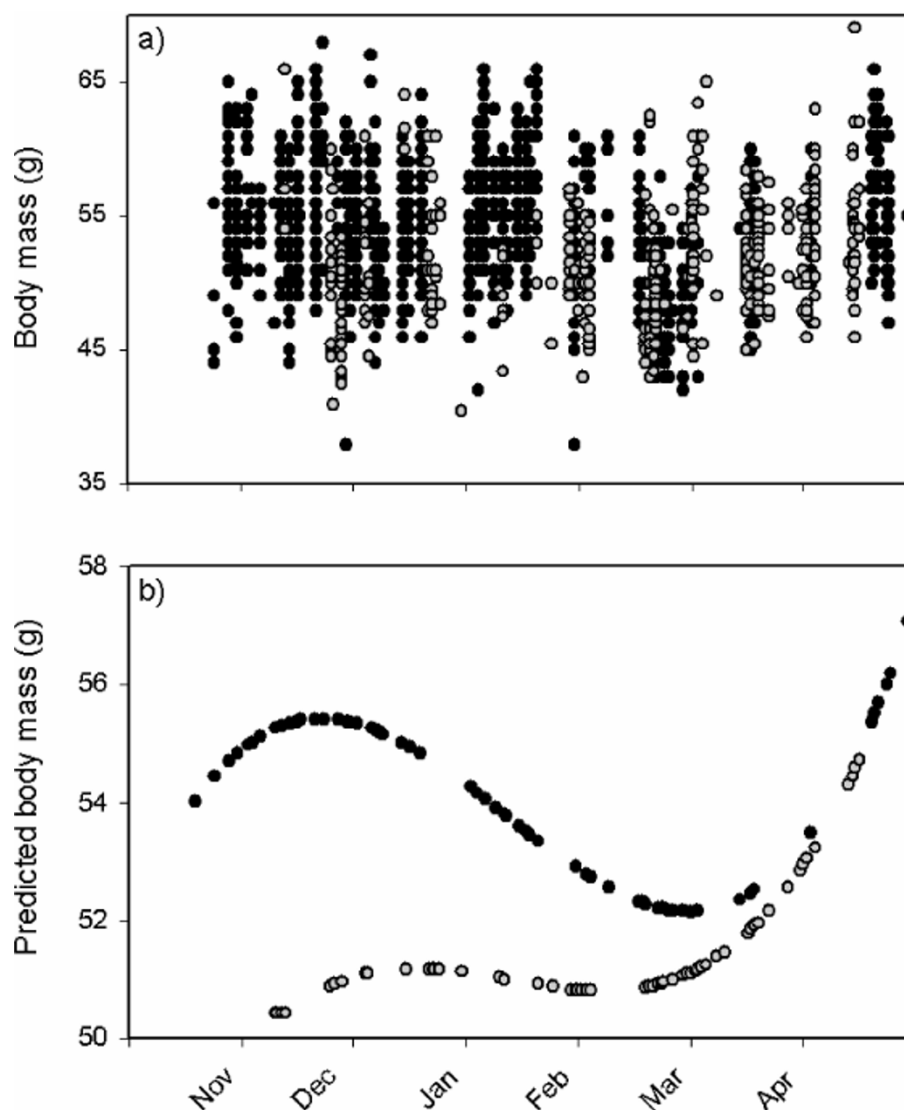 a)
65
55
45
35
Body mass (g)
b)
58
56
54
52
50
Predicted body mass (g)
Nov
Dec
Jan
Feb
Mar
Apr